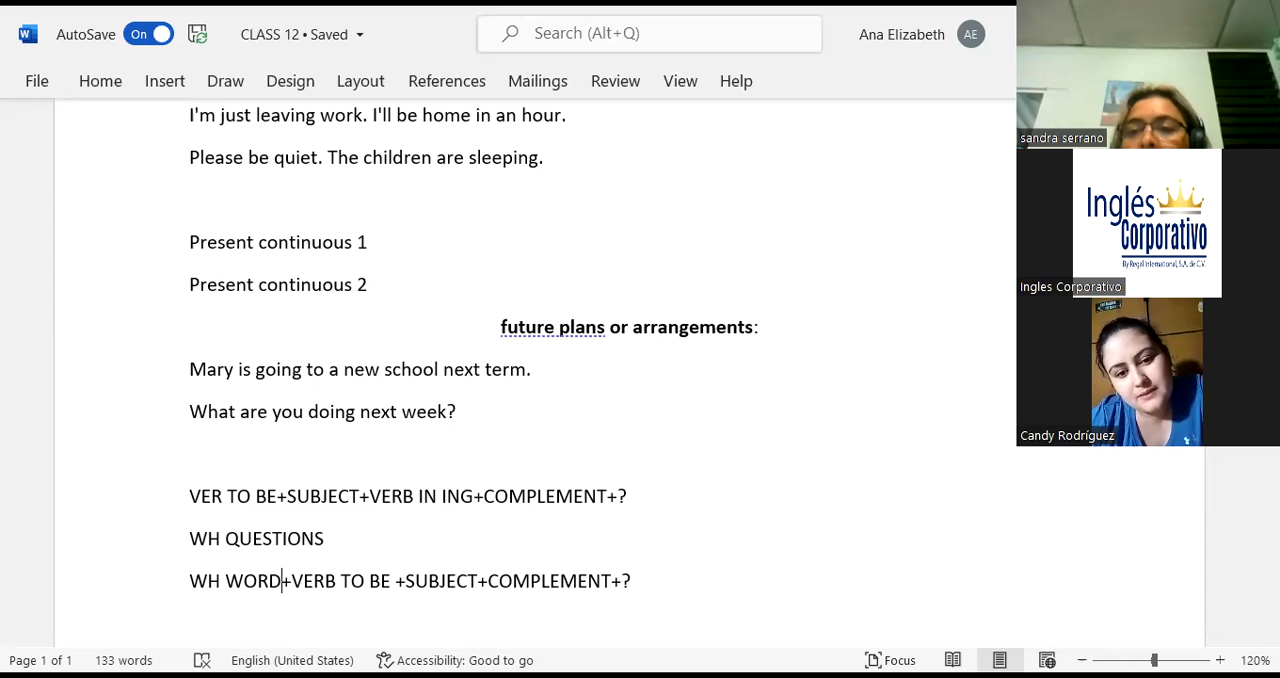 AutoSave On CLASS 12 • Saved Search (Alt+Q) Ana Elizabeth AE
File Home Insert Draw Design Layout References Mailings Review View Help
I'm just leaving work. I'll be home in an hour.
Please be quiet. The children are sleeping.
Present continuous 1
Present continuous 2
future plans or arrangements:
Mary is going to a new school next term.
What are you doing next week?
VER TO BE+SUBJECT+VERB IN ING+COMPLEMENT+?
WH QUESTIONS
WH WORD+VERB TO BE +SUBJECT+COMPLEMENT+?
sandra serrano
Inglés
Corporativo
By Regal International, S.A. de C.V.
Ingles Corporativo
Candy Rodríguez
Page 1 of 1 133 words English (United States) Accessibility: Good to go Focus 120%